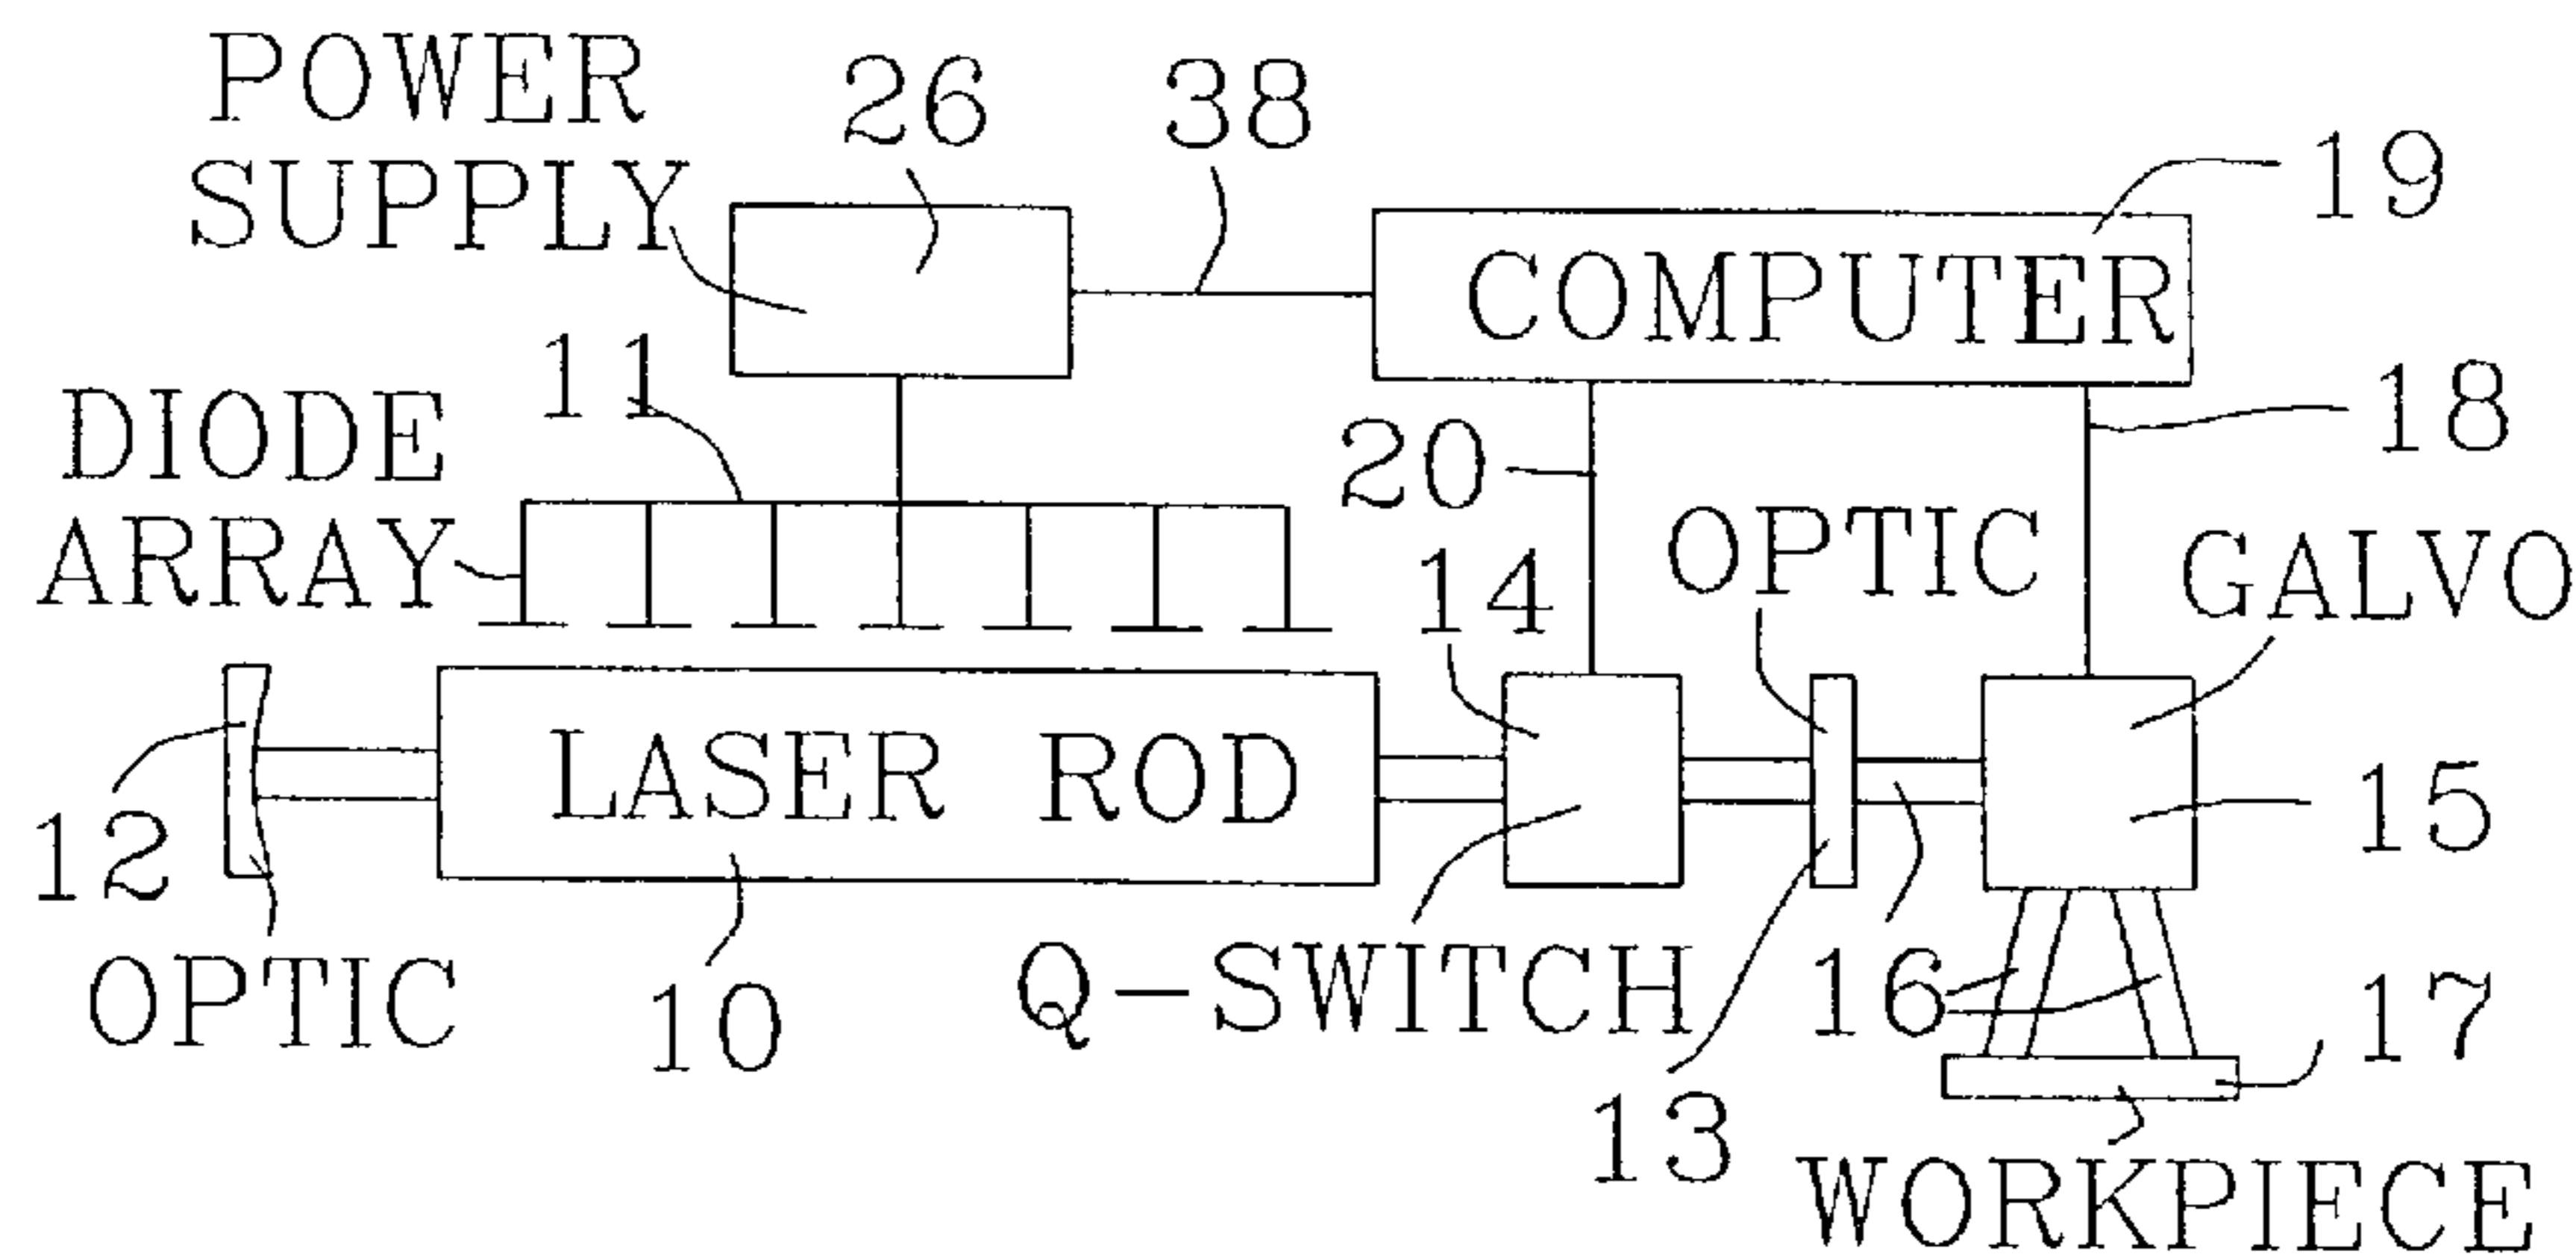 POWER
SUPPLY
26
38
19
COMPUTER
11
DIODE
ARRAY
20
18
14
OPTIC
GALVO
12
LASER ROD
15
OPTIC
10
Q-SWITCH
16
17
13
WORKPIECE